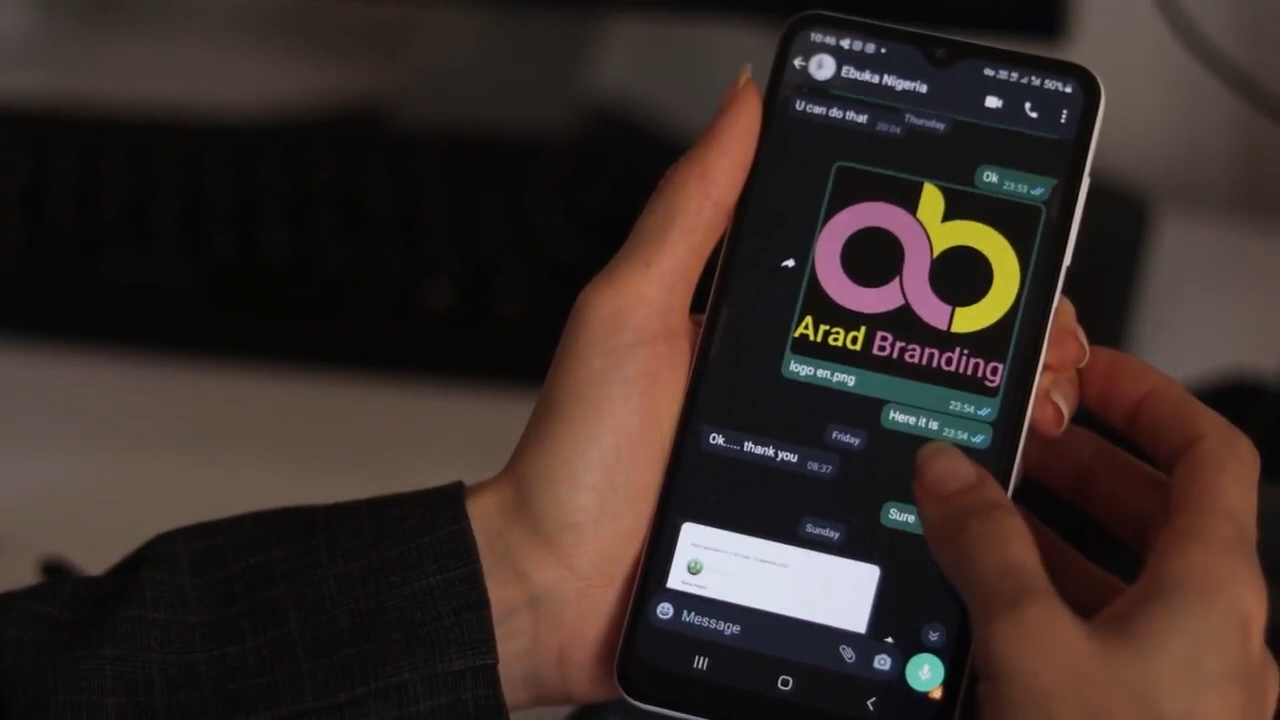 10:46
50%
Ebuka Nigeria
U can do that 20:04
Thursday
Ok 23:53
ab
Arad Branding
logo en.png
23:54
Here it is 23:54
Friday
Ok..... thank you 08:37
Sure
Sunday
Message